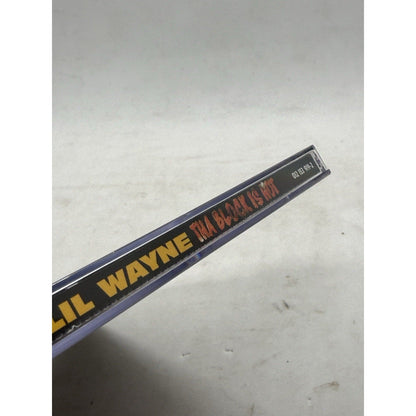 LIL WAYNE THA BLOCK IS HOT